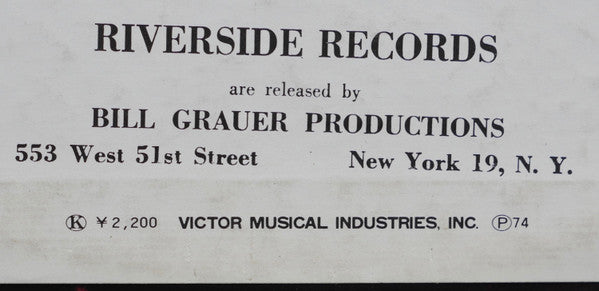 RIVERSIDE RECORDS
are released by
BILL GRAUER PRODUCTIONS
553 West 51st Street New York 19, N. Y.
Ⓚ ¥2,200 VICTOR MUSICAL INDUSTRIES, INC. Ⓟ74